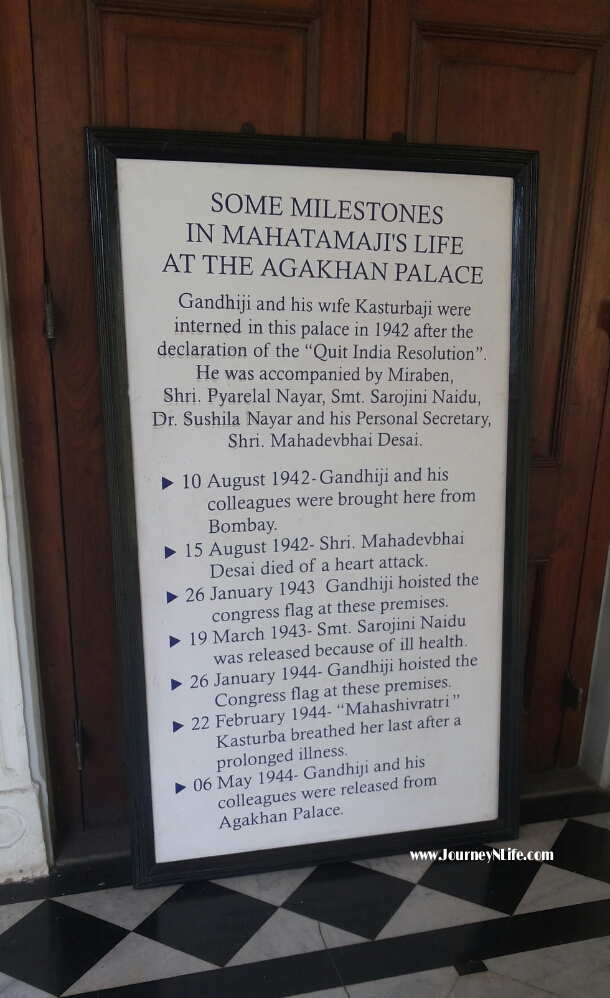 SOME MILESTONES
IN MAHATAMAJI'S LIFE
AT THE AGAKHAN PALACE
Gandhiji and his wife Kasturbaji were
interned in this palace in 1942 after the
declaration of the “Quit India Resolution”.
He was accompanied by Miraben,
Shri. Pyarelal Nayar, Smt. Sarojini Naidu,
Dr. Sushila Nayar and his Personal Secretary,
Shri. Mahadevbhai Desai.
▶ 10 August 1942- Gandhiji and his
colleagues were brought here from
Bombay.
▶ 15 August 1942- Shri. Mahadevbhai
Desai died of a heart attack.
▶ 26 January 1943 Gandhiji hoisted the
congress flag at these premises.
▶ 19 March 1943- Smt. Sarojini Naidu
was released because of ill health.
▶ 26 January 1944- Gandhiji hoisted the
Congress flag at these premises.
▶ 22 February 1944- “Mahashivratri”
Kasturba breathed her last after a
prolonged illness.
▶ 06 May 1944- Gandhiji and his
colleagues were released from
Agakhan Palace.
www.JourneyNLife.com